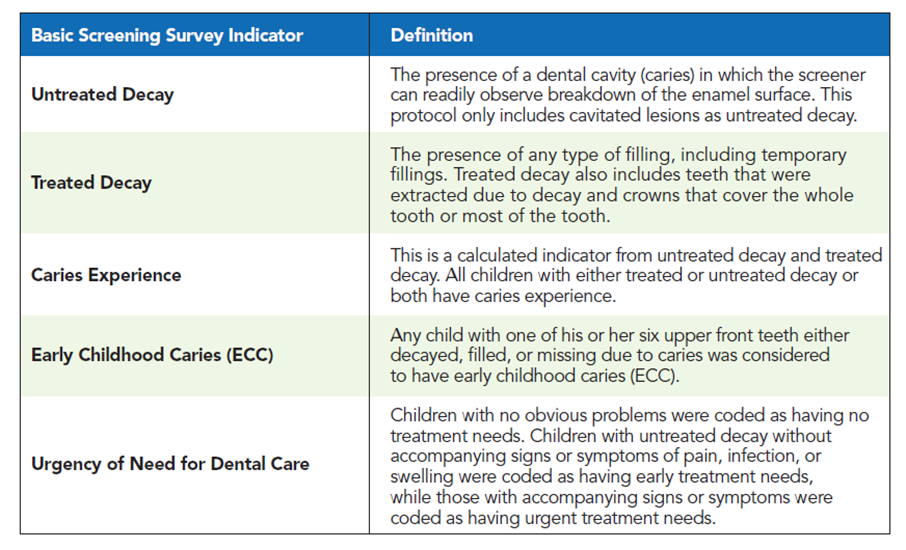 Basic Screening Survey Indicator
Definition
Untreated Decay
The presence of a dental cavity (caries) in which the screener
can readily observe breakdown of the enamel surface. This
protocol only includes cavitated lesions as untreated decay.
Treated Decay
The presence of any type of filling, including temporary
fillings. Treated decay also includes teeth that were
extracted due to decay and crowns that cover the whole
tooth or most of the tooth.
Caries Experience
This is a calculated indicator from untreated decay and treated
decay. All children with either treated or untreated decay or
both have caries experience.
Early Childhood Caries (ECC)
Any child with one of his or her six upper front teeth either
decayed, filled, or missing due to caries was considered
to have early childhood caries (ECC).
Urgency of Need for Dental Care
Children with no obvious problems were coded as having no
treatment needs. Children with untreated decay without
accompanying signs or symptoms of pain, infection, or
swelling were coded as having early treatment needs,
while those with accompanying signs or symptoms were
coded as having urgent treatment needs.